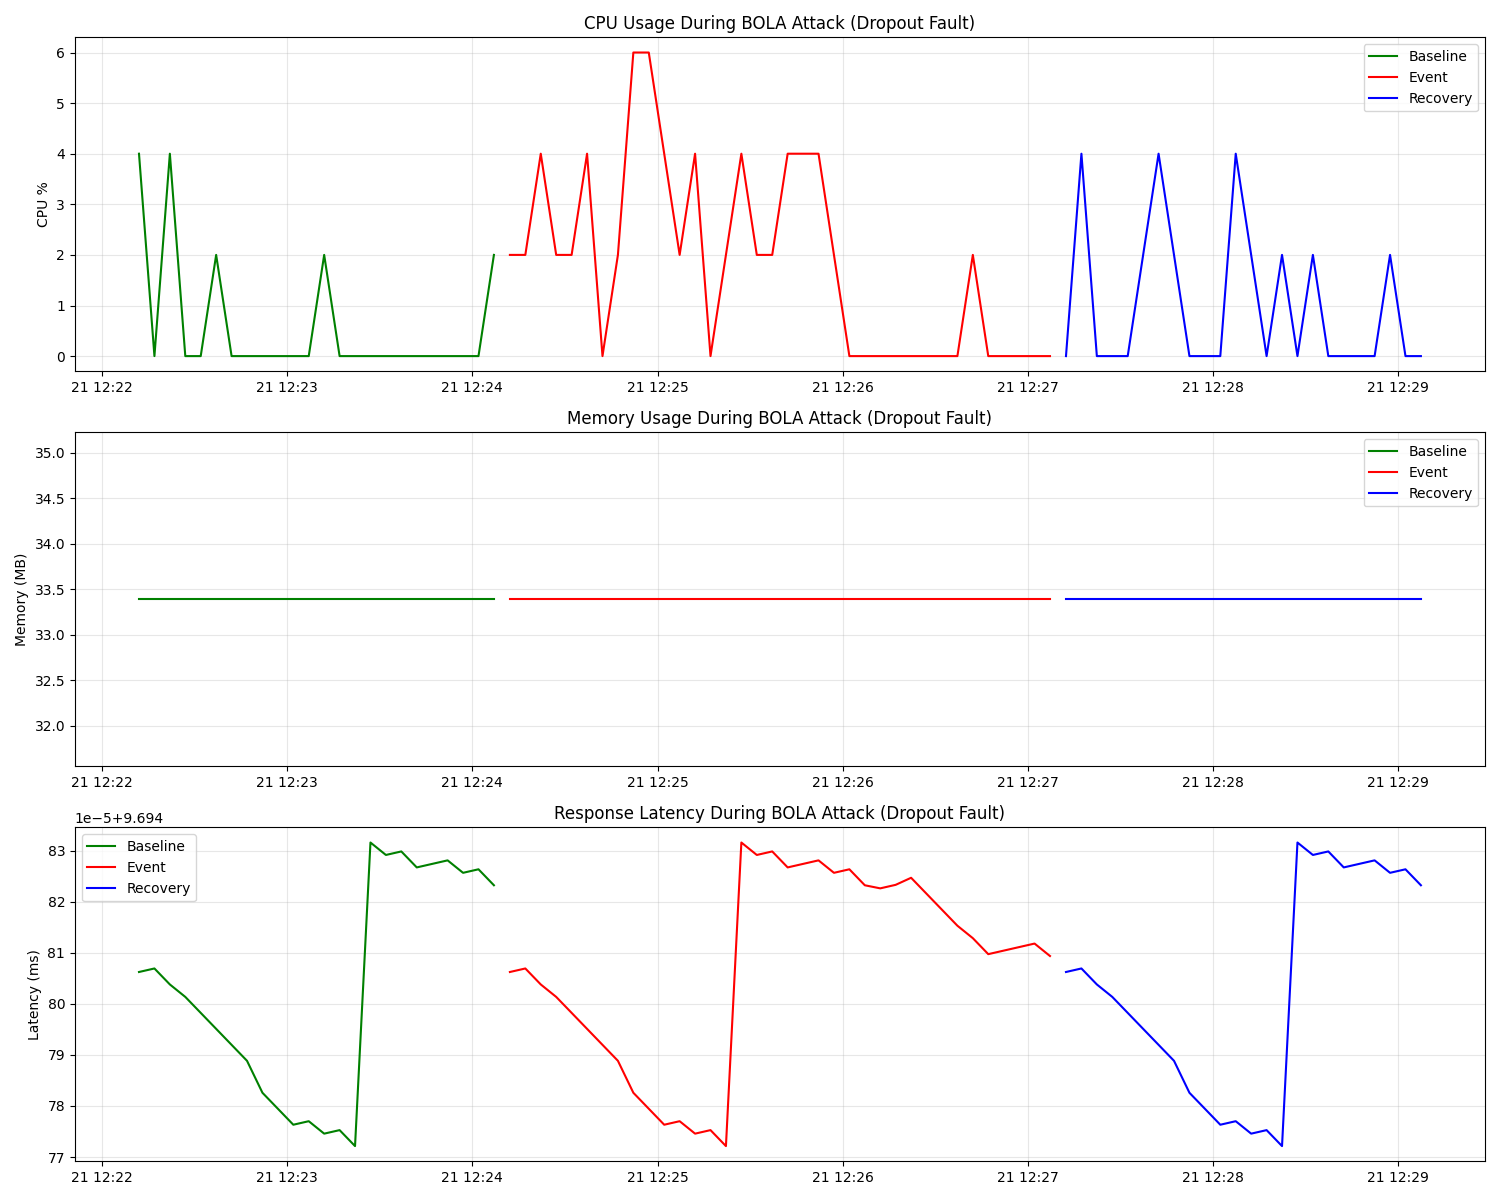 CPU Usage During BOLA Attack (Dropout Fault)
CPU %
6
5
4
3
2
1
0
Baseline
Event
Recovery
21 12:22 21 12:23 21 12:24 21 12:25 21 12:26 21 12:27 21 12:28 21 12:29
Memory Usage During BOLA Attack (Dropout Fault)
Memory (MB)
35.0
34.5
34.0
33.5
33.0
32.5
32.0
Baseline
Event
Recovery
21 12:22 21 12:23 21 12:24 21 12:25 21 12:26 21 12:27 21 12:28 21 12:29
Response Latency During BOLA Attack (Dropout Fault)
1e−5+9.694
Latency (ms)
83
82
81
80
79
78
77
Baseline
Event
Recovery
21 12:22 21 12:23 21 12:24 21 12:25 21 12:26 21 12:27 21 12:28 21 12:29